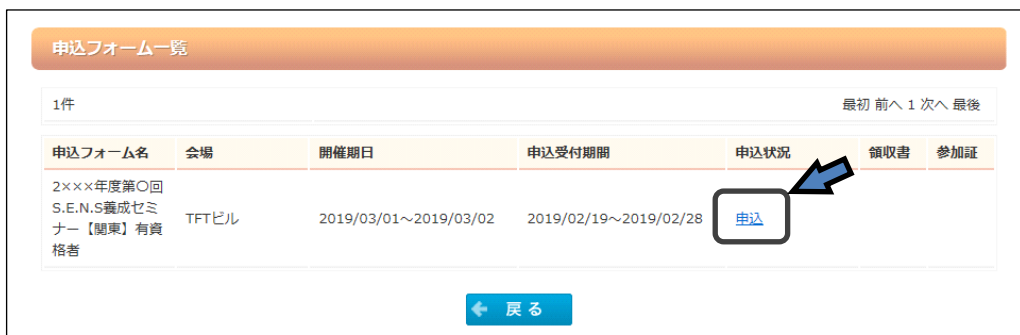 申込フォーム一覧
1件 最初 前へ 1 次へ 最後
申込フォーム名 会場 開催期日 申込受付期間 申込状況 領収書 参加証
2×××年度第〇回
S.E.N.S養成セミ
ナー【関東】有資
格者
TFTビル 2019/03/01～2019/03/02 2019/02/19～2019/02/28 申込
戻る